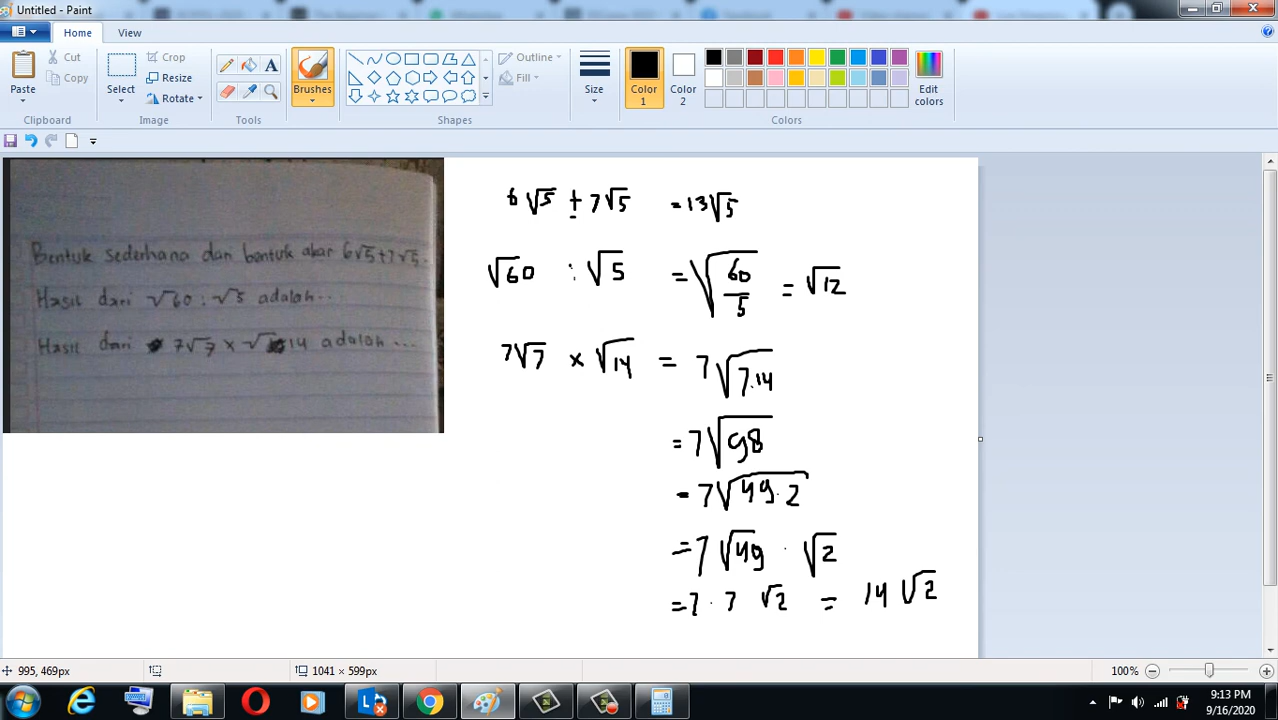 Untitled - Paint
Home
View
Paste
Cut
Copy
Clipboard
Select
Crop
Resize
Rotate
Image
Tools
Brushes
Shapes
Outline
Fill
Size
Color 1
Color 2
Edit colors
Colors
Bentuk sederhana dari bentuk akar 6√5+7√5.
Hasil dari √60 : √5 adalah...
Hasil dari 7√7 × √14 adalah ...
6√5 + 7√5 = 13√5
√60 : √5 = √(60/5) = √12
7√7 × √14 = 7√7.14
= 7√98
= 7√49.2
= 7√49 . √2
= 7 . 7 √2 = 14√2
995, 469px
1041 × 599px
100%
9:13 PM
9/16/2020